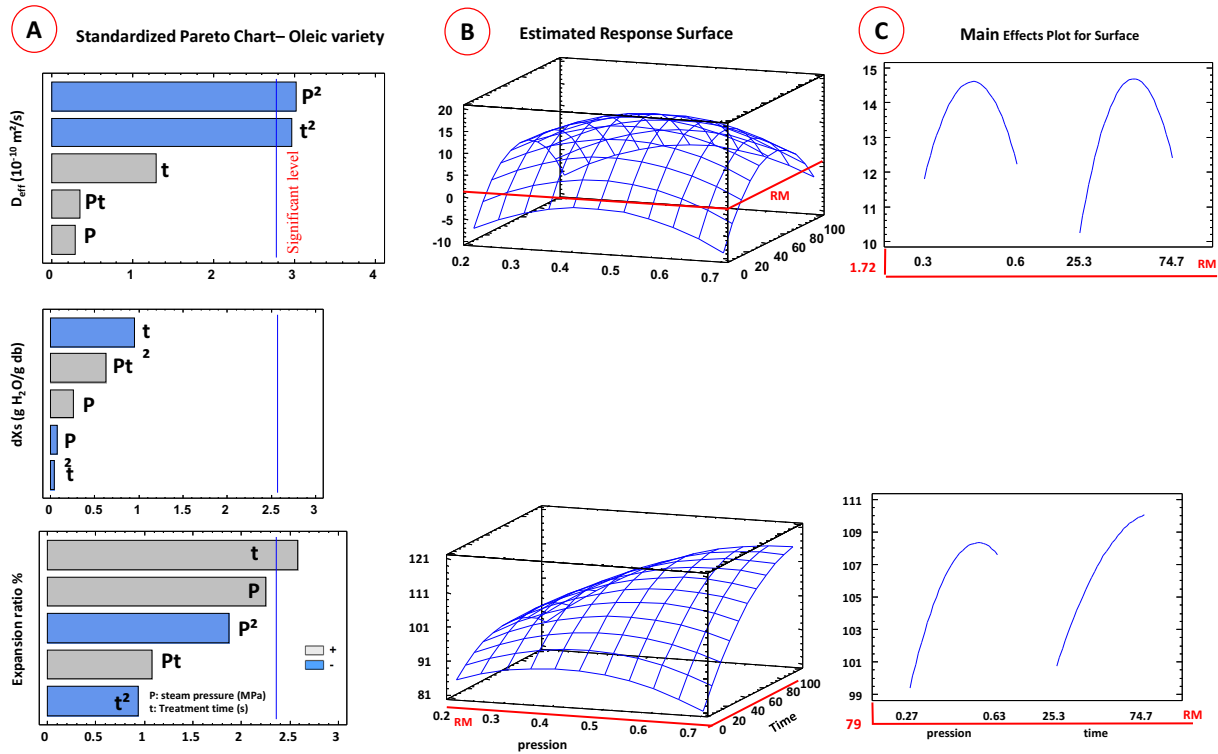 A
Standardized Pareto Chart– Oleic variety
B
Estimated Response Surface
C
Main Effects Plot for Surface
D_eff (10^-10 m²/s)
P²
t²
t
Pt
P
Significant level
0 1 2 3 4
20
15
10
5
0
-5
-10
0.2 0.3 0.4 0.5 0.6 0.7
0 20 40 60 80 100
RM
15
14
13
12
11
10
1.72
0.3 0.6 25.3 74.7 RM
dXs (g H₂O/g db)
t
Pt ²
P
P
²
t
0 0.5 1 1.5 2 2.5 3
Expansion ratio %
t
P
P²
Pt
t²
+
-
P: steam pressure (MPa)
t: Treatment time (s)
0 1 2 3
121
111
101
91
81
0.2 RM 0.3 0.4 0.5 0.6 0.7
pression
0 20 40 60 80 100
Time
111
109
107
105
103
101
99
79
0.27 0.63 25.3 74.7 RM
pression time